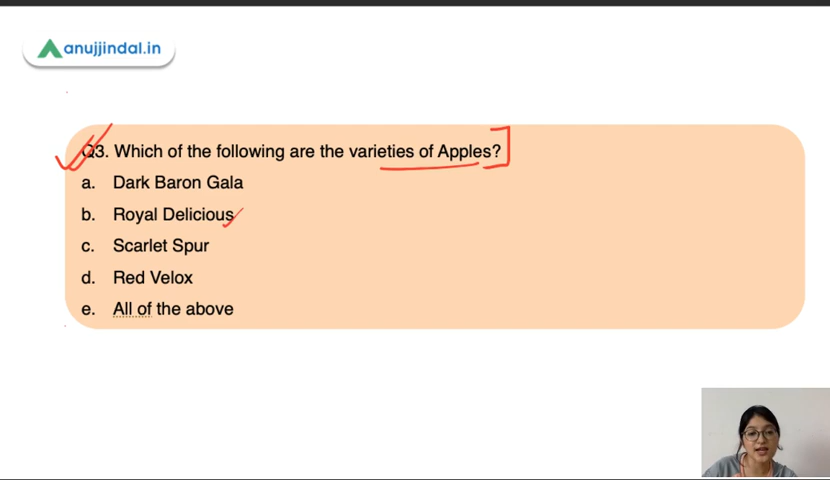 anujjindal.in
Q3. Which of the following are the varieties of Apples?
a. Dark Baron Gala
b. Royal Delicious
c. Scarlet Spur
d. Red Velox
e. All of the above